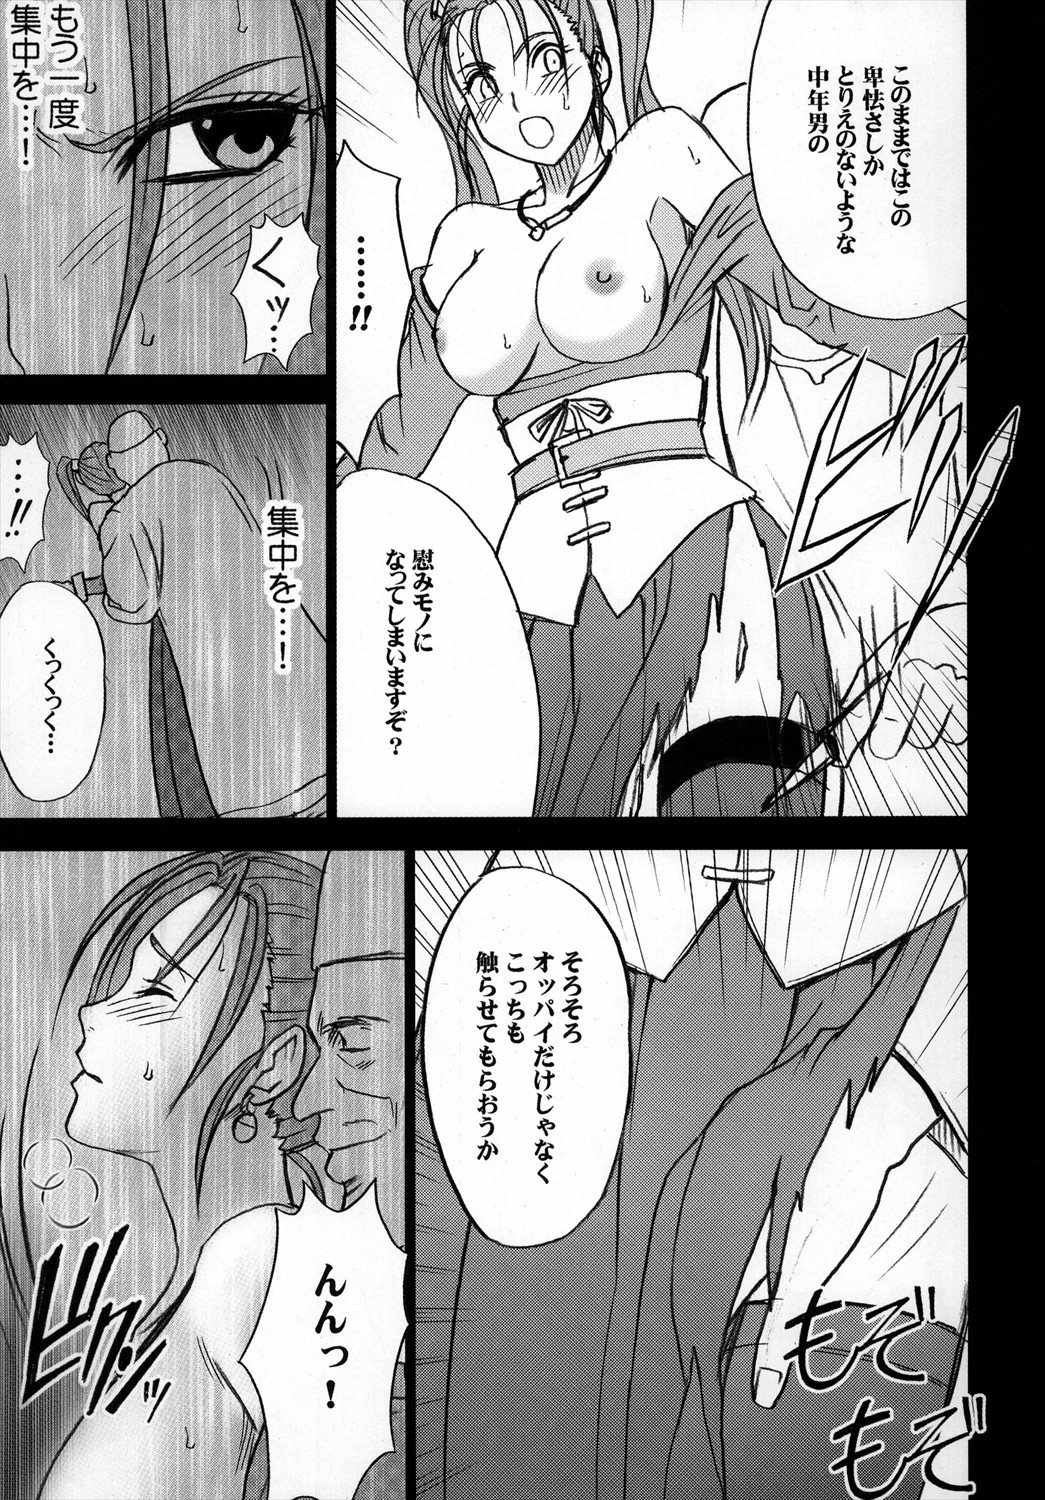 このままではこの
卑怯さしか
とりえのないような
中年男の
ビッ
慰みモノに
なってしまいますぞ？
…‥!!
もう一度
集中を…！
くッ…
集中を…！
…!!
くっくっく…
そろそろ
オッパイだけじゃなく
こっちも
触らせてもらおうか
もぞ
もぞ
んんっ！
ビクンッ